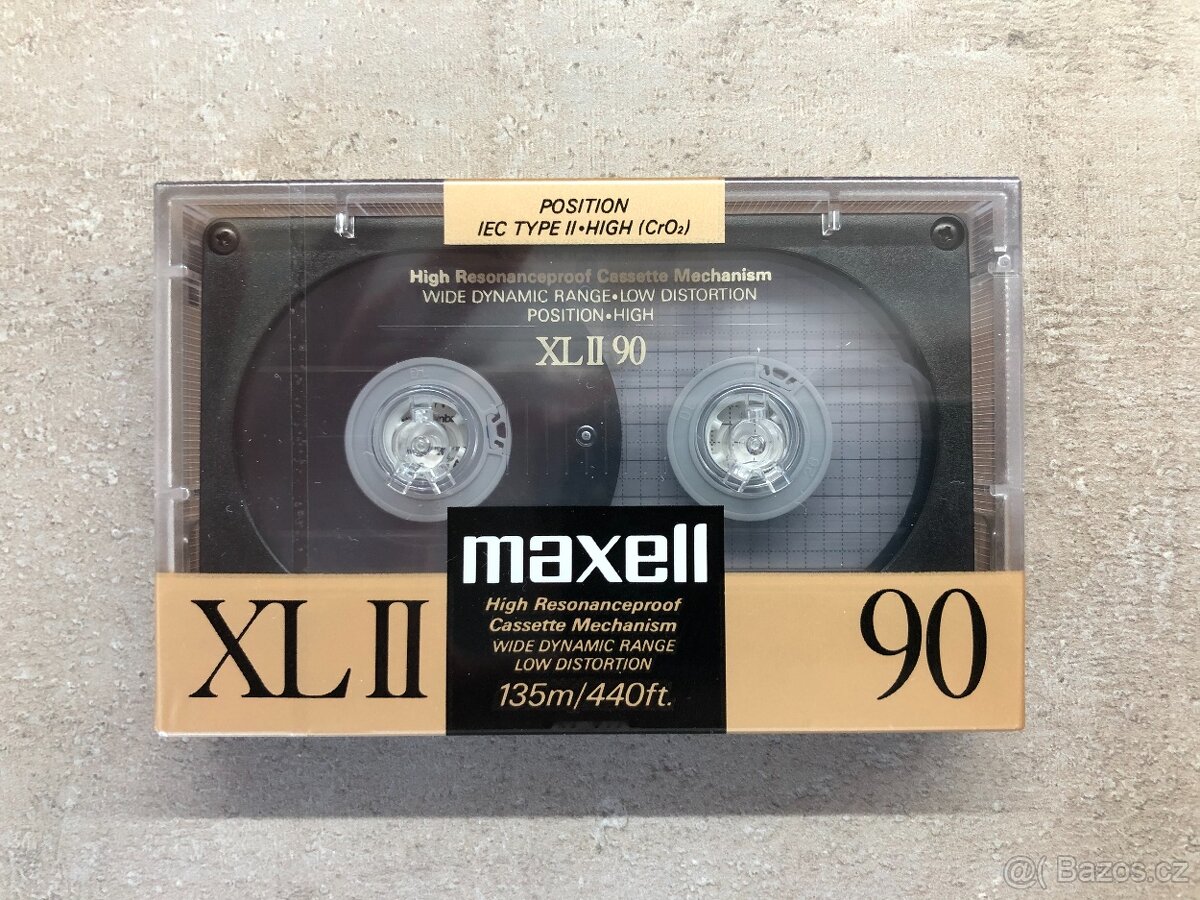 POSITION
IEC TYPE II•HIGH (CrO₂)
High Resonanceproof Cassette Mechanism
WIDE DYNAMIC RANGE•LOW DISTORTION
POSITION•HIGH
XL II 90
maxell
High Resonanceproof
Cassette Mechanism
WIDE DYNAMIC RANGE
LOW DISTORTION
135m/440ft.
XL II
90
@( Bazos.cz